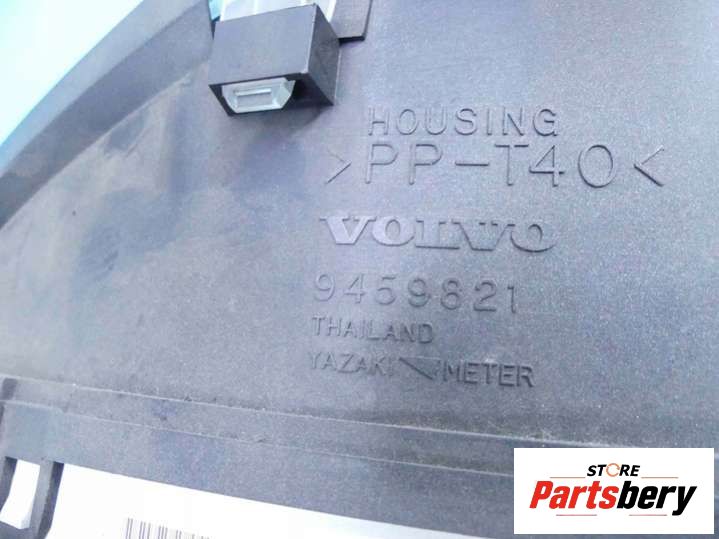 HOUSING
>PP-T40<
VOLVO
9459821
THAILAND
YAZAKI METER
STORE
Partsbery